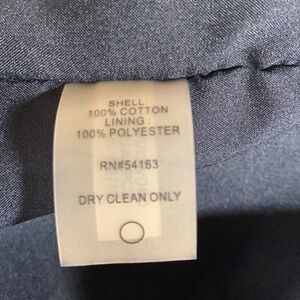 SHELL:
100% COTTON
LINING:
100% POLYESTER
RN#54163
DRY CLEAN ONLY